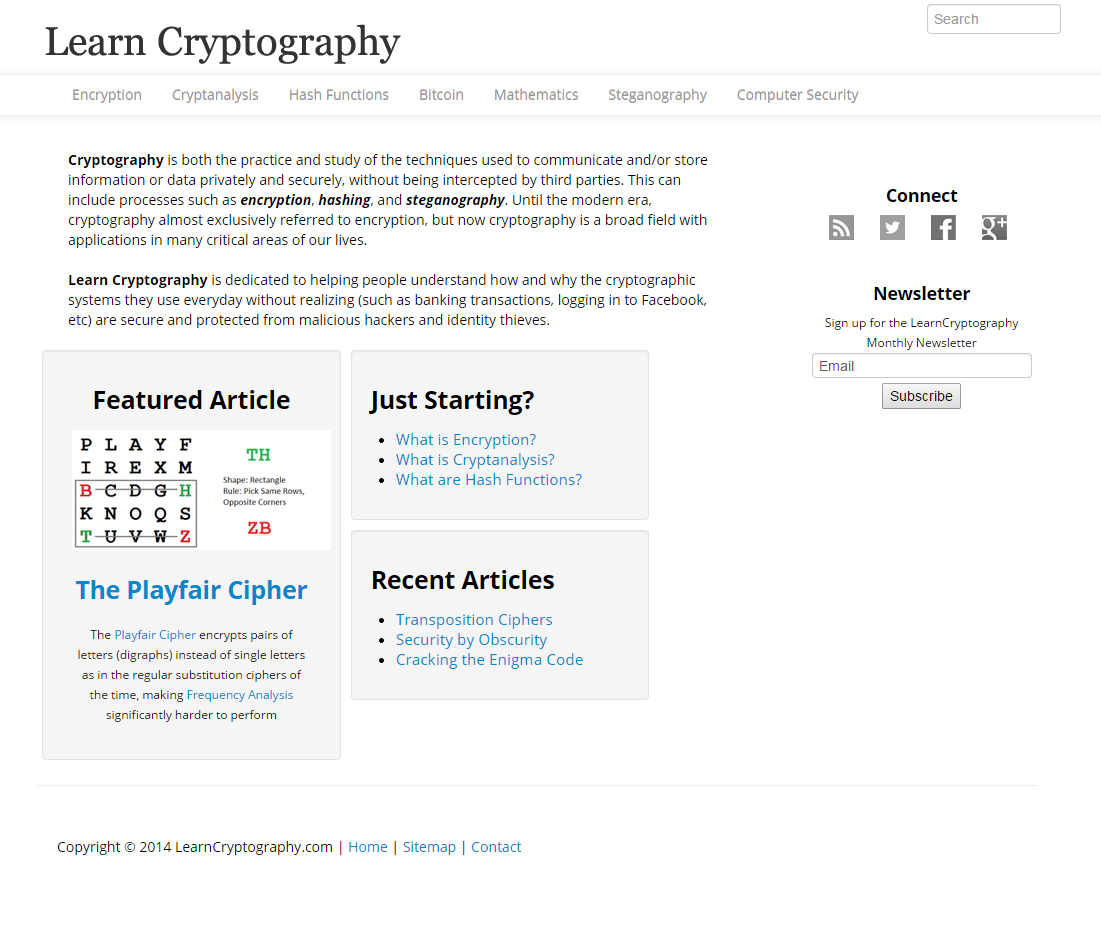 Search
Learn Cryptography
Encryption Cryptanalysis Hash Functions Bitcoin Mathematics Steganography Computer Security
Cryptography is both the practice and study of the techniques used to communicate and/or store
information or data privately and securely, without being intercepted by third parties. This can
include processes such as encryption, hashing, and steganography. Until the modern era,
cryptography almost exclusively referred to encryption, but now cryptography is a broad field with
applications in many critical areas of our lives.
Learn Cryptography is dedicated to helping people understand how and why the cryptographic
systems they use everyday without realizing (such as banking transactions, logging in to Facebook,
etc) are secure and protected from malicious hackers and identity thieves.
Connect
g+
Newsletter
Sign up for the LearnCryptography
Monthly Newsletter
Email
Subscribe
Featured Article
P L A Y F
I R E X M
B C D G H
K N O Q S
T U V W Z
TH
Shape: Rectangle
Rule: Pick Same Rows,
Opposite Corners
ZB
The Playfair Cipher
The Playfair Cipher encrypts pairs of
letters (digraphs) instead of single letters
as in the regular substitution ciphers of
the time, making Frequency Analysis
significantly harder to perform
Just Starting?
What is Encryption?
What is Cryptanalysis?
What are Hash Functions?
Recent Articles
Transposition Ciphers
Security by Obscurity
Cracking the Enigma Code
Copyright © 2014 LearnCryptography.com | Home | Sitemap | Contact